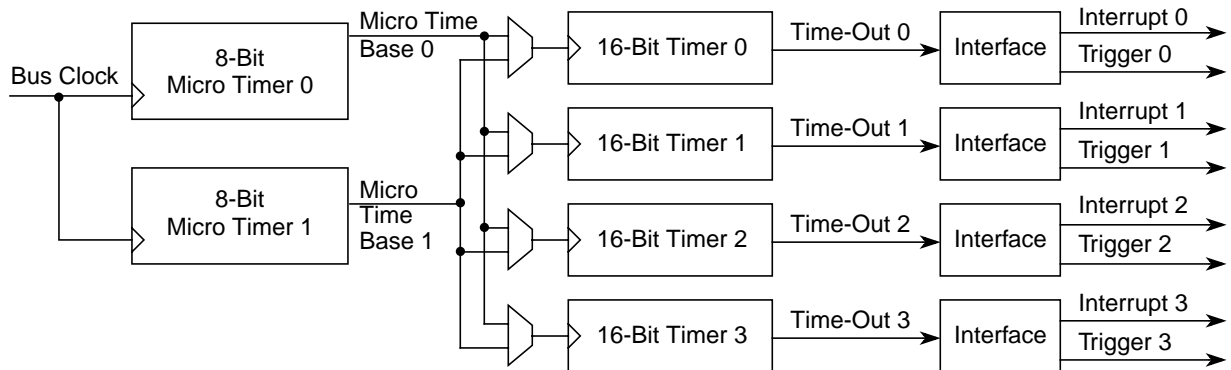 Bus Clock
8-Bit
Micro Timer 0
8-Bit
Micro Timer 1
Micro Time
Base 0
Micro
Time
Base 1
16-Bit Timer 0
Time-Out 0
Interface
Interrupt 0
Trigger 0
16-Bit Timer 1
Time-Out 1
Interface
Interrupt 1
Trigger 1
16-Bit Timer 2
Time-Out 2
Interface
Interrupt 2
Trigger 2
16-Bit Timer 3
Time-Out 3
Interface
Interrupt 3
Trigger 3